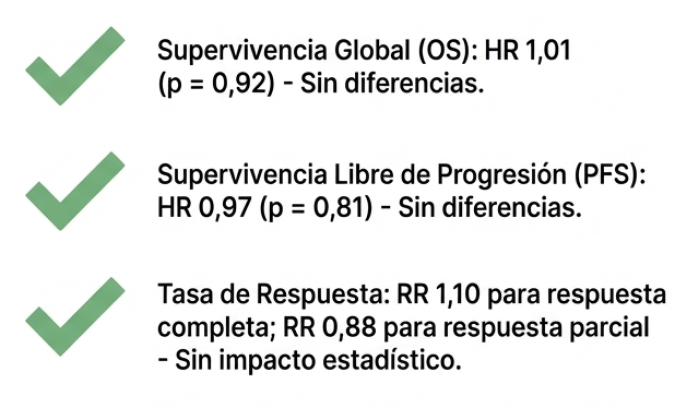 Supervivencia Global (OS): HR 1,01
(p = 0,92) - Sin diferencias.
Supervivencia Libre de Progresión (PFS):
HR 0,97 (p = 0,81) - Sin diferencias.
Tasa de Respuesta: RR 1,10 para respuesta
completa; RR 0,88 para respuesta parcial
- Sin impacto estadístico.